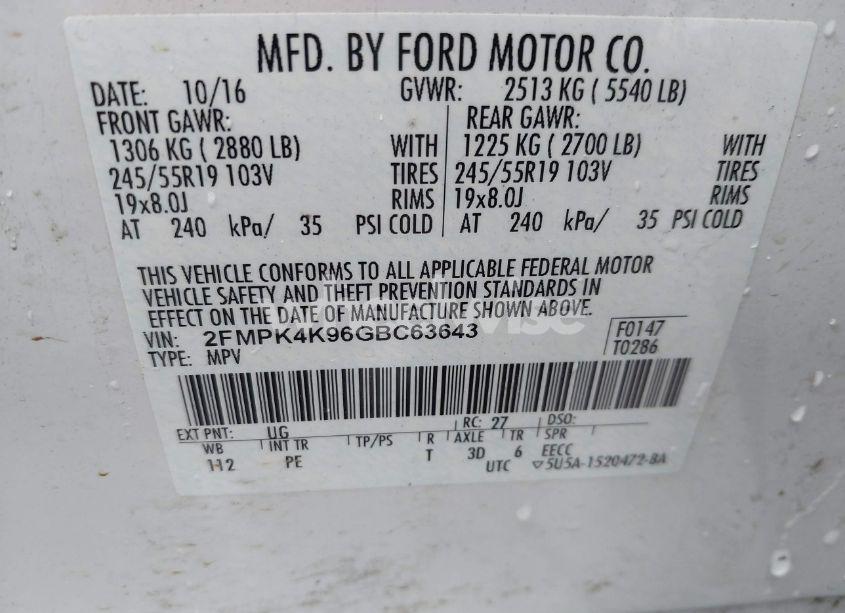 MFD. BY FORD MOTOR CO.
DATE: 10/16 GVWR: 2513 KG ( 5540 LB)
FRONT GAWR: REAR GAWR:
1306 KG ( 2880 LB) WITH 1225 KG ( 2700 LB) WITH
245/55R19 103V TIRES 245/55R19 103V TIRES
19x8.0J RIMS 19x8.0J RIMS
AT 240 kPa/ 35 PSI COLD AT 240 kPa/ 35 PSI COLD
THIS VEHICLE CONFORMS TO ALL APPLICABLE FEDERAL MOTOR
VEHICLE SAFETY AND THEFT PREVENTION STANDARDS IN
EFFECT ON THE DATE OF MANUFACTURE SHOWN ABOVE.
VIN: 2FMPK4K96GBC63643 F0147
TYPE: MPV T0286
EXT PNT: UG RC: 27 DSO:
WB INT TR TP/PS R AXLE TR SPR
112 PE T 3D 6 EECC
UTC ▽5U5A-1520472-BA